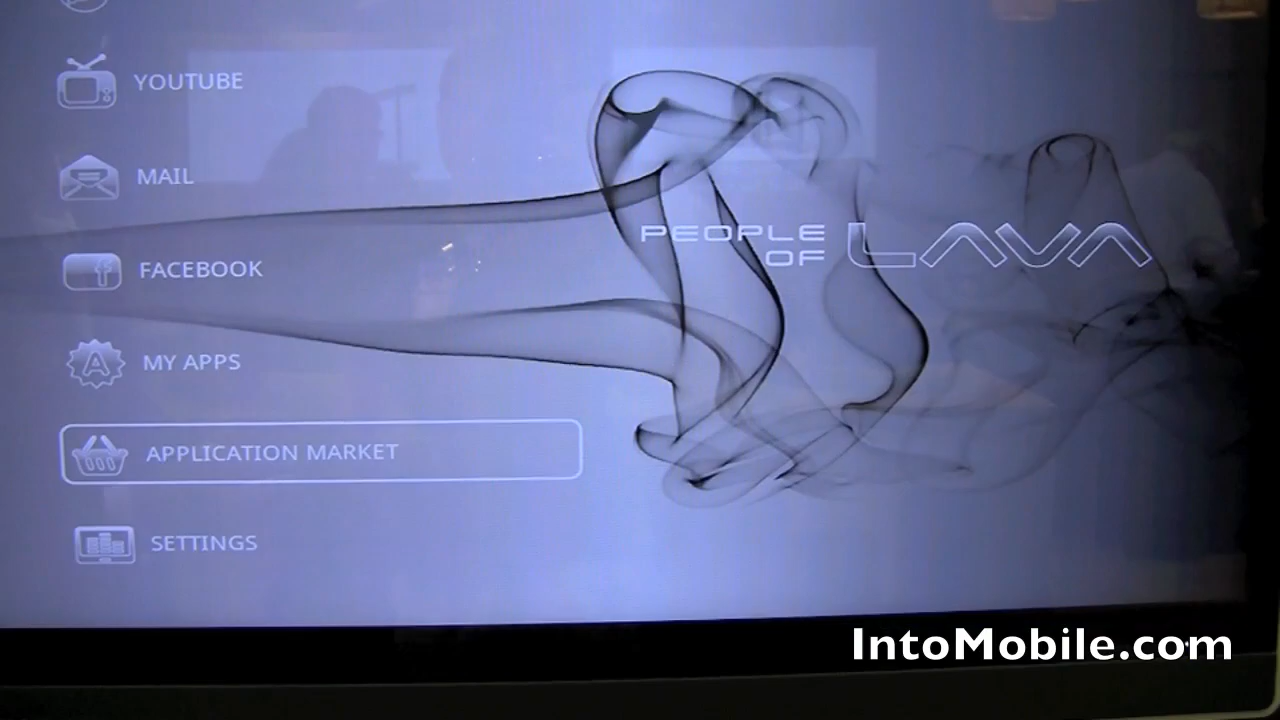 YOUTUBE
MAIL
FACEBOOK
MY APPS
APPLICATION MARKET
SETTINGS
PEOPLE
OF LAVA
IntoMobile.com